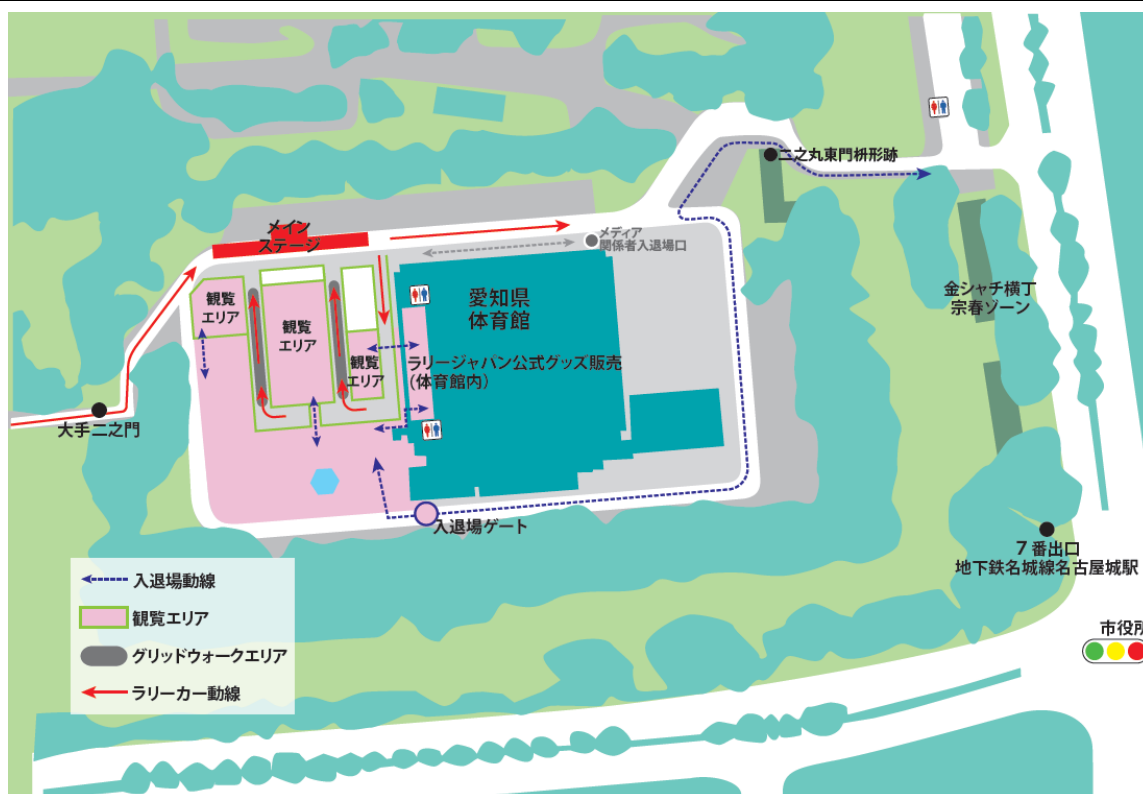 二之丸東門枡形跡
メイン
ステージ
メディア
関係者入退場口
観覧
エリア
観覧
エリア
観覧
エリア
愛知県
体育館
ラリージャパン公式グッズ販売
(体育館内)
金シャチ横丁
宗春ゾーン
大手二之門
入退場ゲート
7番出口
地下鉄名城線名古屋城駅
市役所
入退場動線
観覧エリア
グリッドウォークエリア
ラリーカー動線